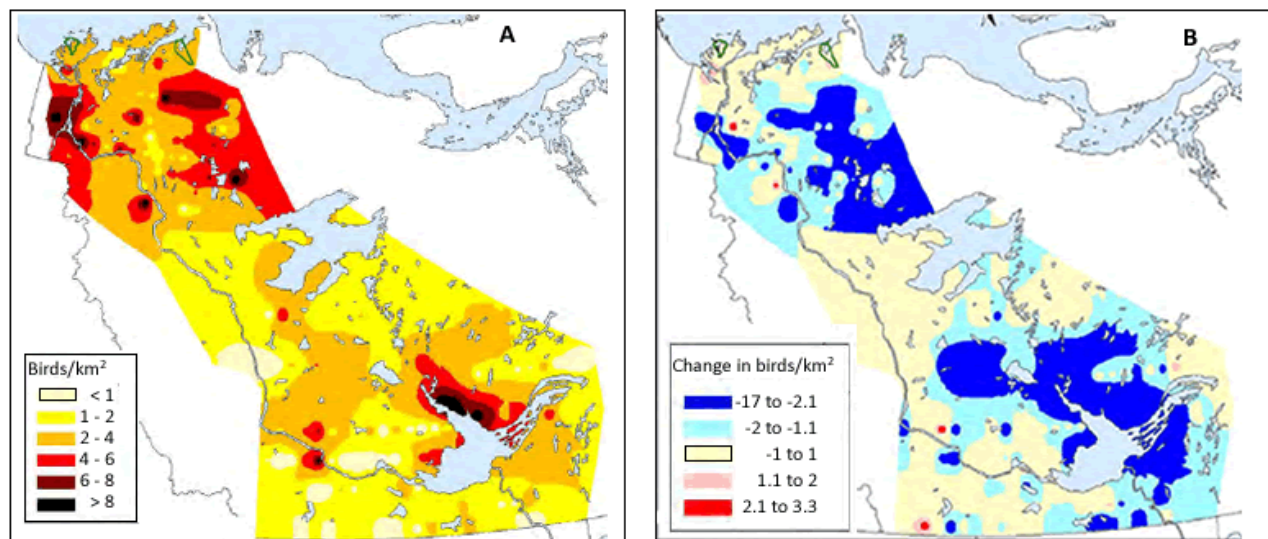 A
Birds/km²
< 1
1 - 2
2 - 4
4 - 6
6 - 8
> 8
B
Change in birds/km²
-17 to -2.1
-2 to -1.1
-1 to 1
1.1 to 2
2.1 to 3.3